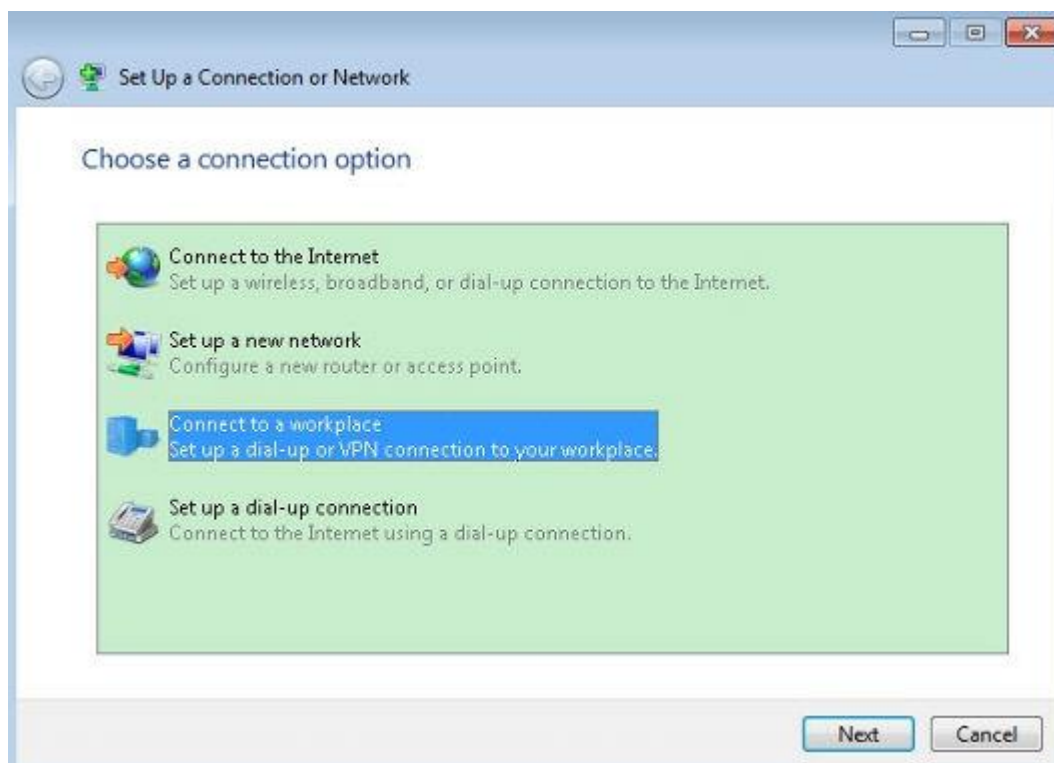 Set Up a Connection or Network
Choose a connection option
Connect to the Internet
Set up a wireless, broadband, or dial-up connection to the Internet.
Set up a new network
Configure a new router or access point.
Connect to a workplace
Set up a dial-up or VPN connection to your workplace.
Set up a dial-up connection
Connect to the Internet using a dial-up connection.
Next Cancel